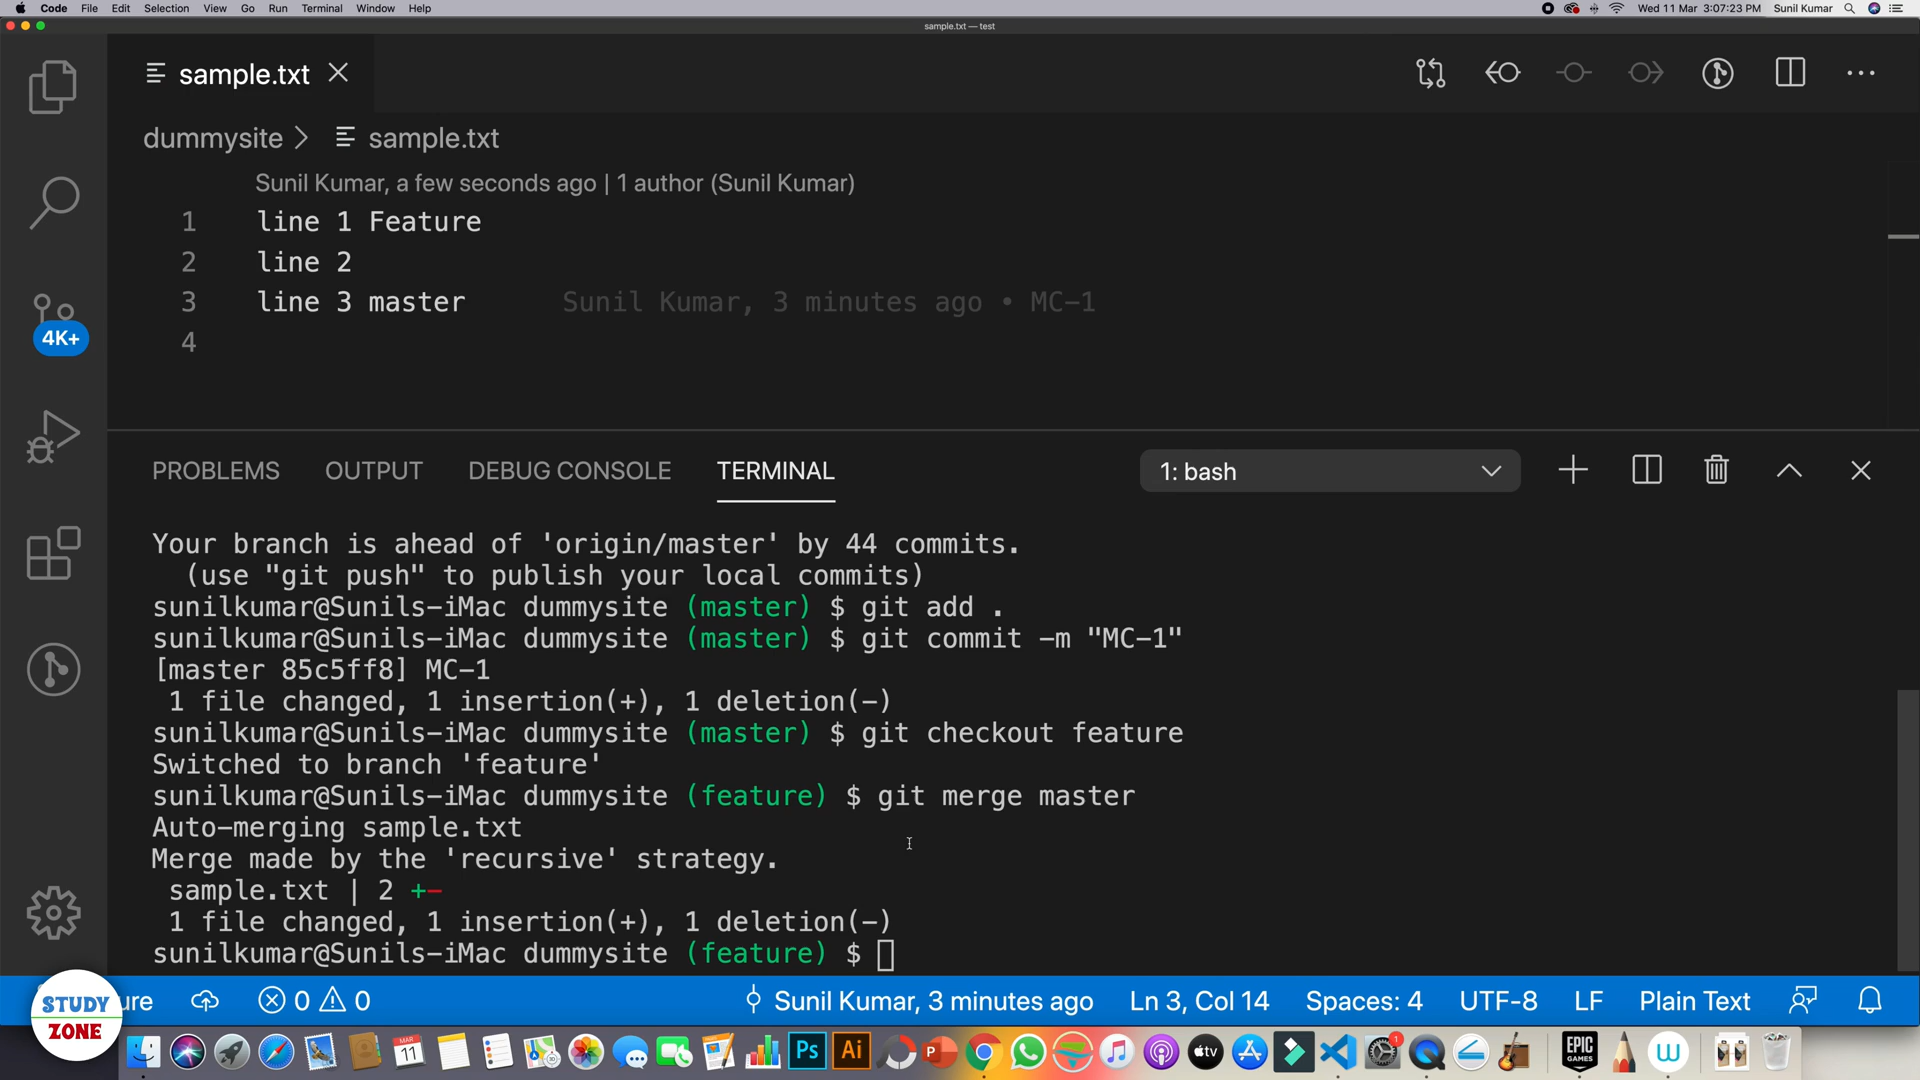 Code File Edit Selection View Go Run Terminal Window Help Wed 11 Mar 3:07:23 PM Sunil Kumar
sample.txt — test
sample.txt
dummysite > sample.txt
Sunil Kumar, a few seconds ago | 1 author (Sunil Kumar)
1 line 1 Feature
2 line 2
3 line 3 master Sunil Kumar, 3 minutes ago • MC-1
4
4K+
PROBLEMS OUTPUT DEBUG CONSOLE TERMINAL 1: bash
Your branch is ahead of 'origin/master' by 44 commits.
(use "git push" to publish your local commits)
sunilkumar@Sunils-iMac dummysite (master) $ git add .
sunilkumar@Sunils-iMac dummysite (master) $ git commit -m "MC-1"
[master 85c5ff8] MC-1
1 file changed, 1 insertion(+), 1 deletion(-)
sunilkumar@Sunils-iMac dummysite (master) $ git checkout feature
Switched to branch 'feature'
sunilkumar@Sunils-iMac dummysite (feature) $ git merge master
Auto-merging sample.txt
Merge made by the 'recursive' strategy.
sample.txt | 2 +-
1 file changed, 1 insertion(+), 1 deletion(-)
sunilkumar@Sunils-iMac dummysite (feature) $
ure 0 0 Sunil Kumar, 3 minutes ago Ln 3, Col 14 Spaces: 4 UTF-8 LF Plain Text
STUDY
ZONE
MAR
11
Ps
Ai
P
tv
1
EPIC
GAMES
W